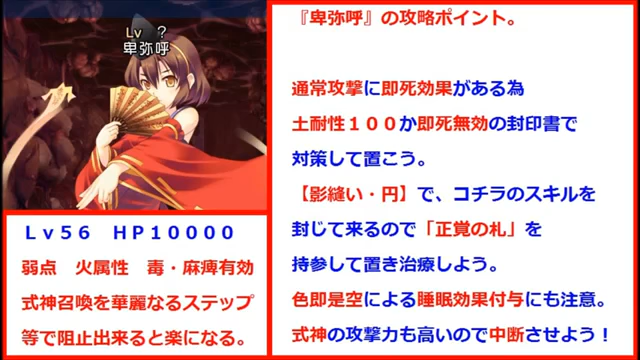 Lv ?
卑弥呼
Lv56 HP10000
弱点 火属性 毒・麻痺有効
式神召喚を華麗なるステップ
等で阻止出来ると楽になる。
『卑弥呼』の攻略ポイント。
通常攻撃に即死効果がある為
土耐性100か即死無効の封印書で
対策して置こう。
【影縫い・円】で、コチラのスキルを
封じて来るので「正覚の札」を
持参して置き治療しよう。
色即是空による睡眠効果付与にも注意。
式神の攻撃力も高いので中断させよう!